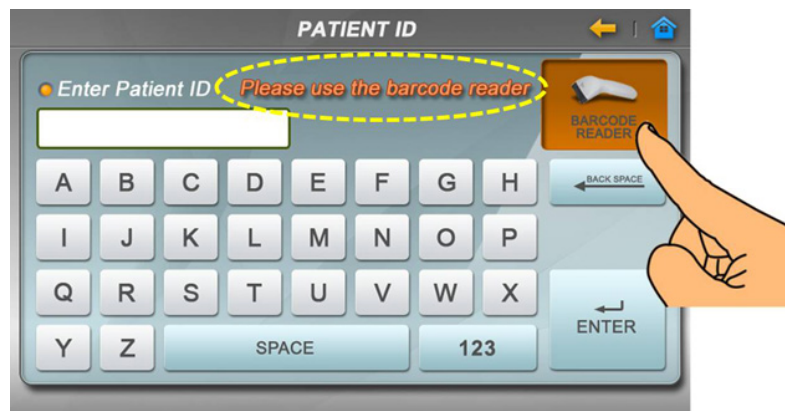 PATIENT ID
Enter Patient ID Please use the barcode reader
BARCODE
READER
A B C D E F G H BACK SPACE
I J K L M N O P
Q R S T U V W X
ENTER
Y Z SPACE 123